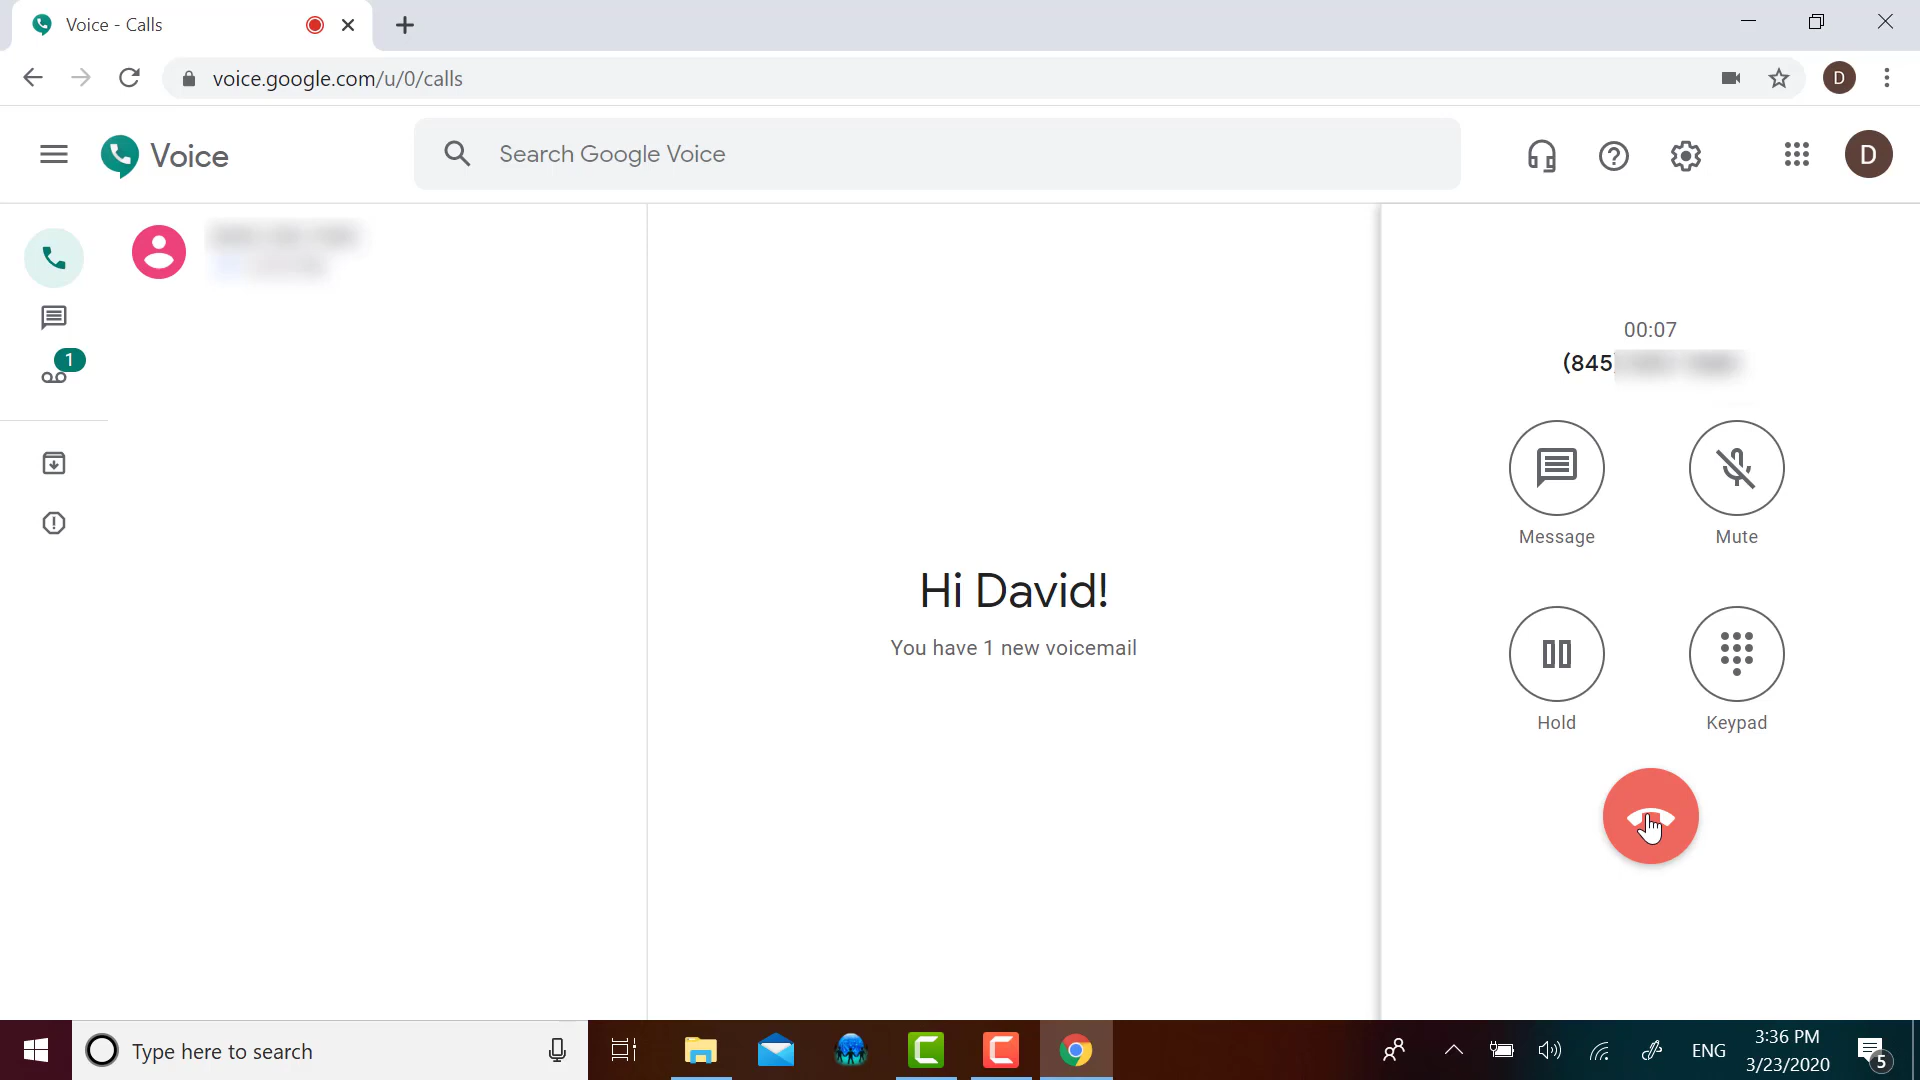 Voice - Calls
voice.google.com/u/0/calls
D
Voice
Search Google Voice
D
1
00:07
(845
Message
Mute
Hi David!
You have 1 new voicemail
Hold
Keypad
Type here to search
ENG
3:36 PM
3/23/2020
5